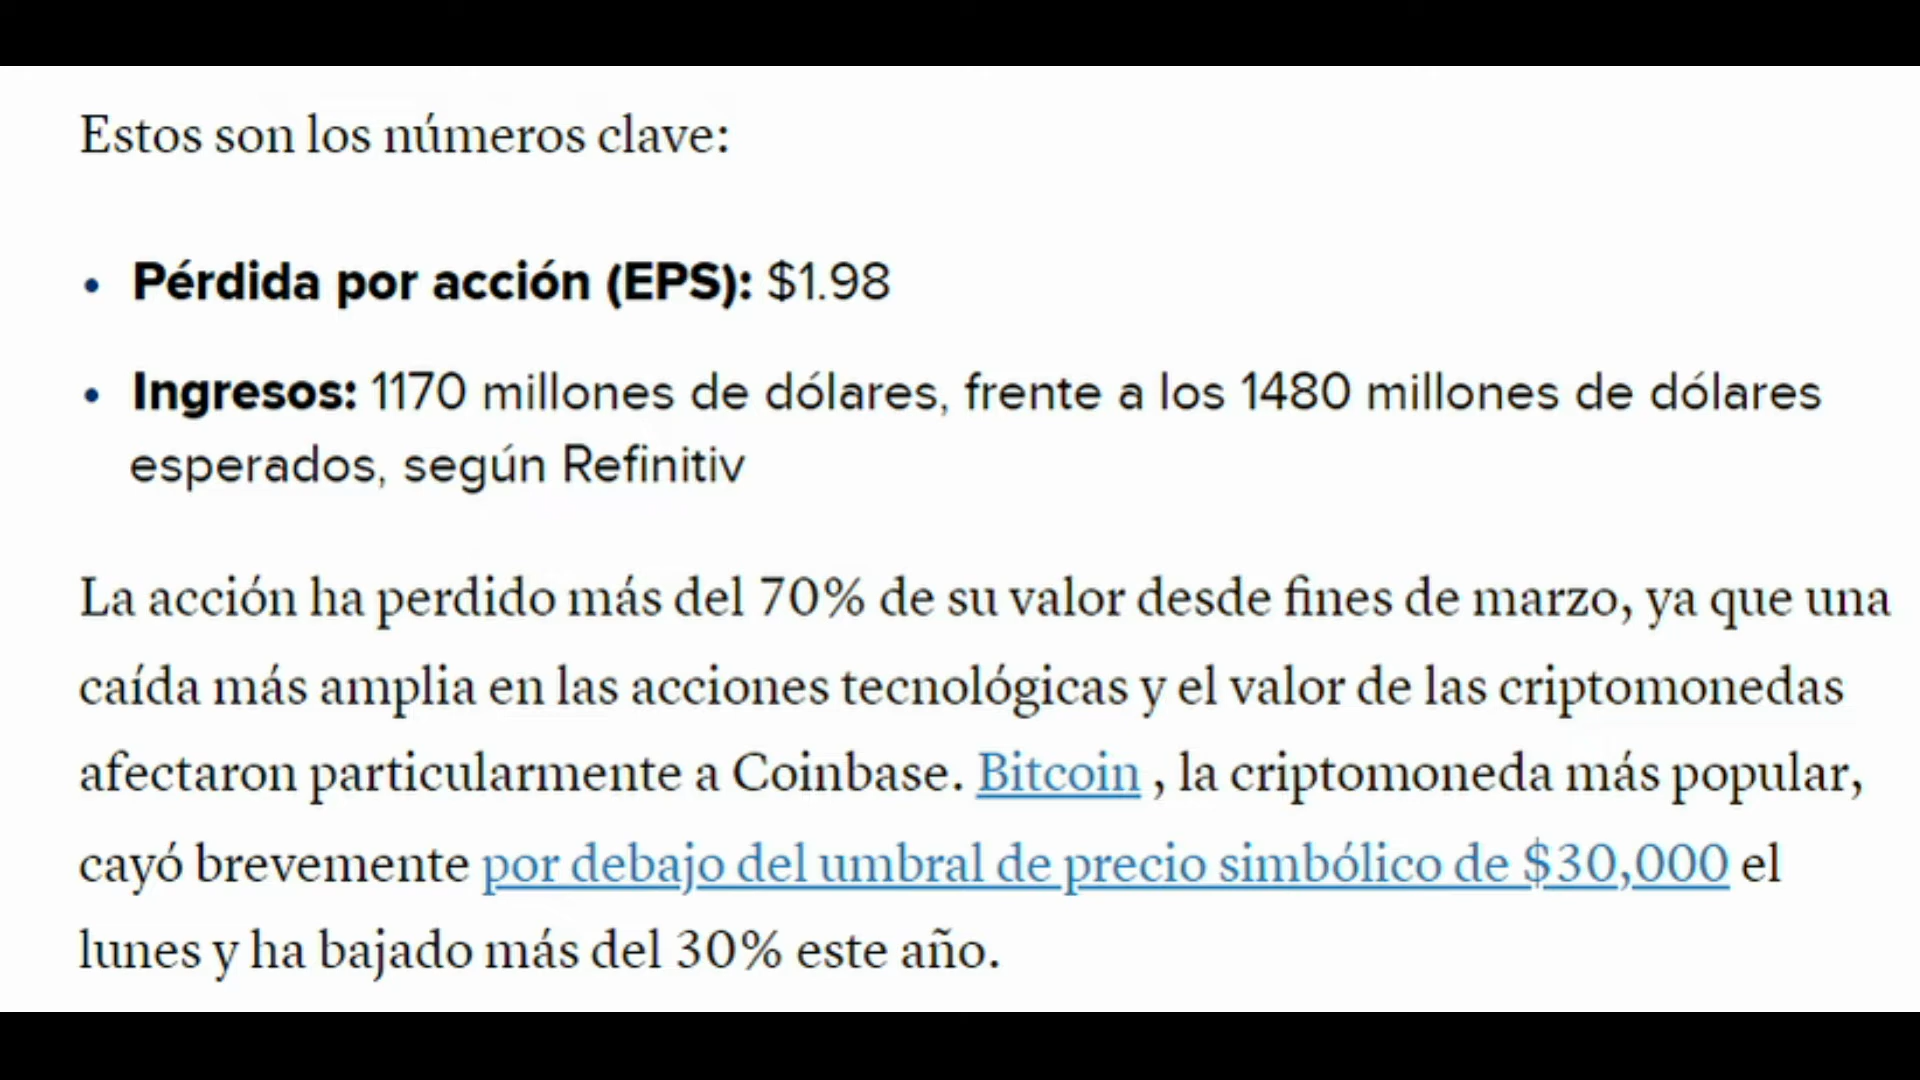 Estos son los números clave:
• Pérdida por acción (EPS): $1.98
• Ingresos: 1170 millones de dólares, frente a los 1480 millones de dólares
esperados, según Refinitiv
La acción ha perdido más del 70% de su valor desde fines de marzo, ya que una
caída más amplia en las acciones tecnológicas y el valor de las criptomonedas
afectaron particularmente a Coinbase. Bitcoin , la criptomoneda más popular,
cayó brevemente por debajo del umbral de precio simbólico de $30,000 el
lunes y ha bajado más del 30% este año.